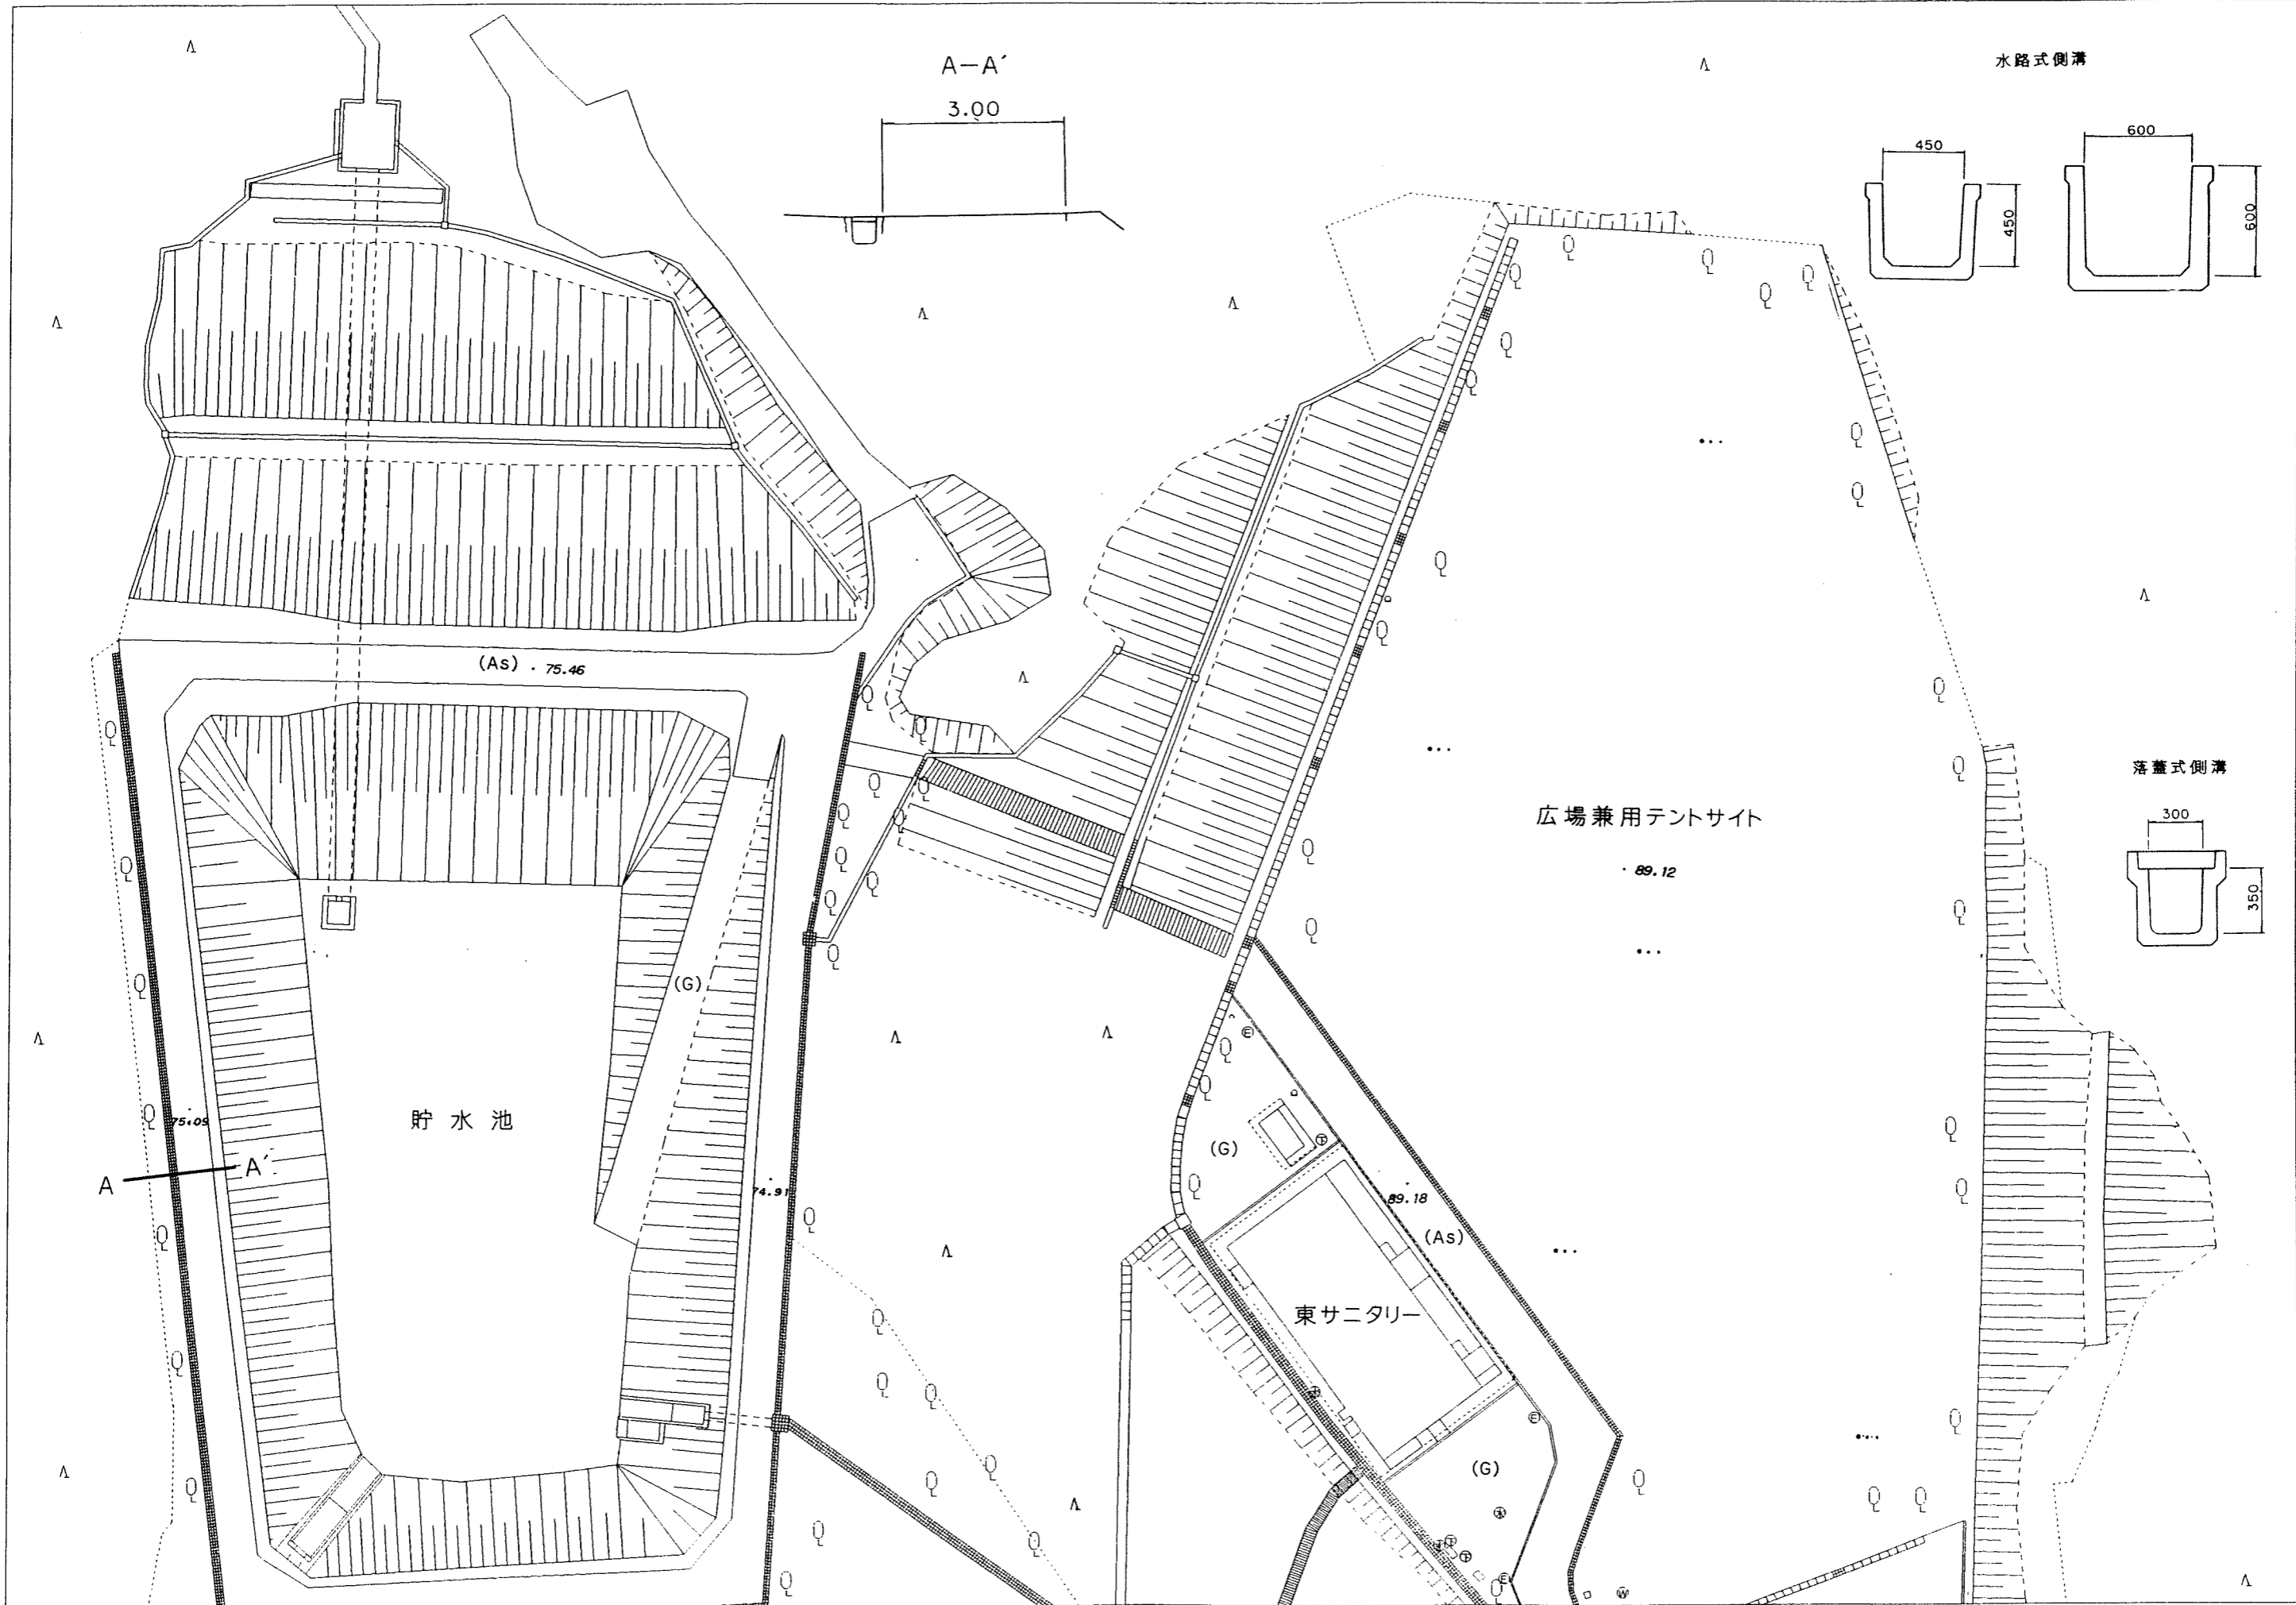 A-A´
3.00
水路式側溝
450
450
600
600
(As)
75.46
広場兼用テントサイト
89.12
落蓋式側溝
300
350
(G)
貯水池
75.09
A
A´
74.91
(G)
89.18
(As)
東サニタリー
(G)
E
E
E
W